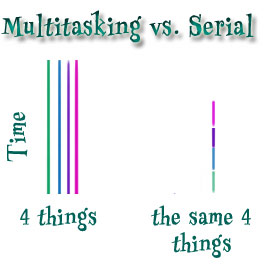 Multitasking vs. Serial
Time
4 things
the same 4
things